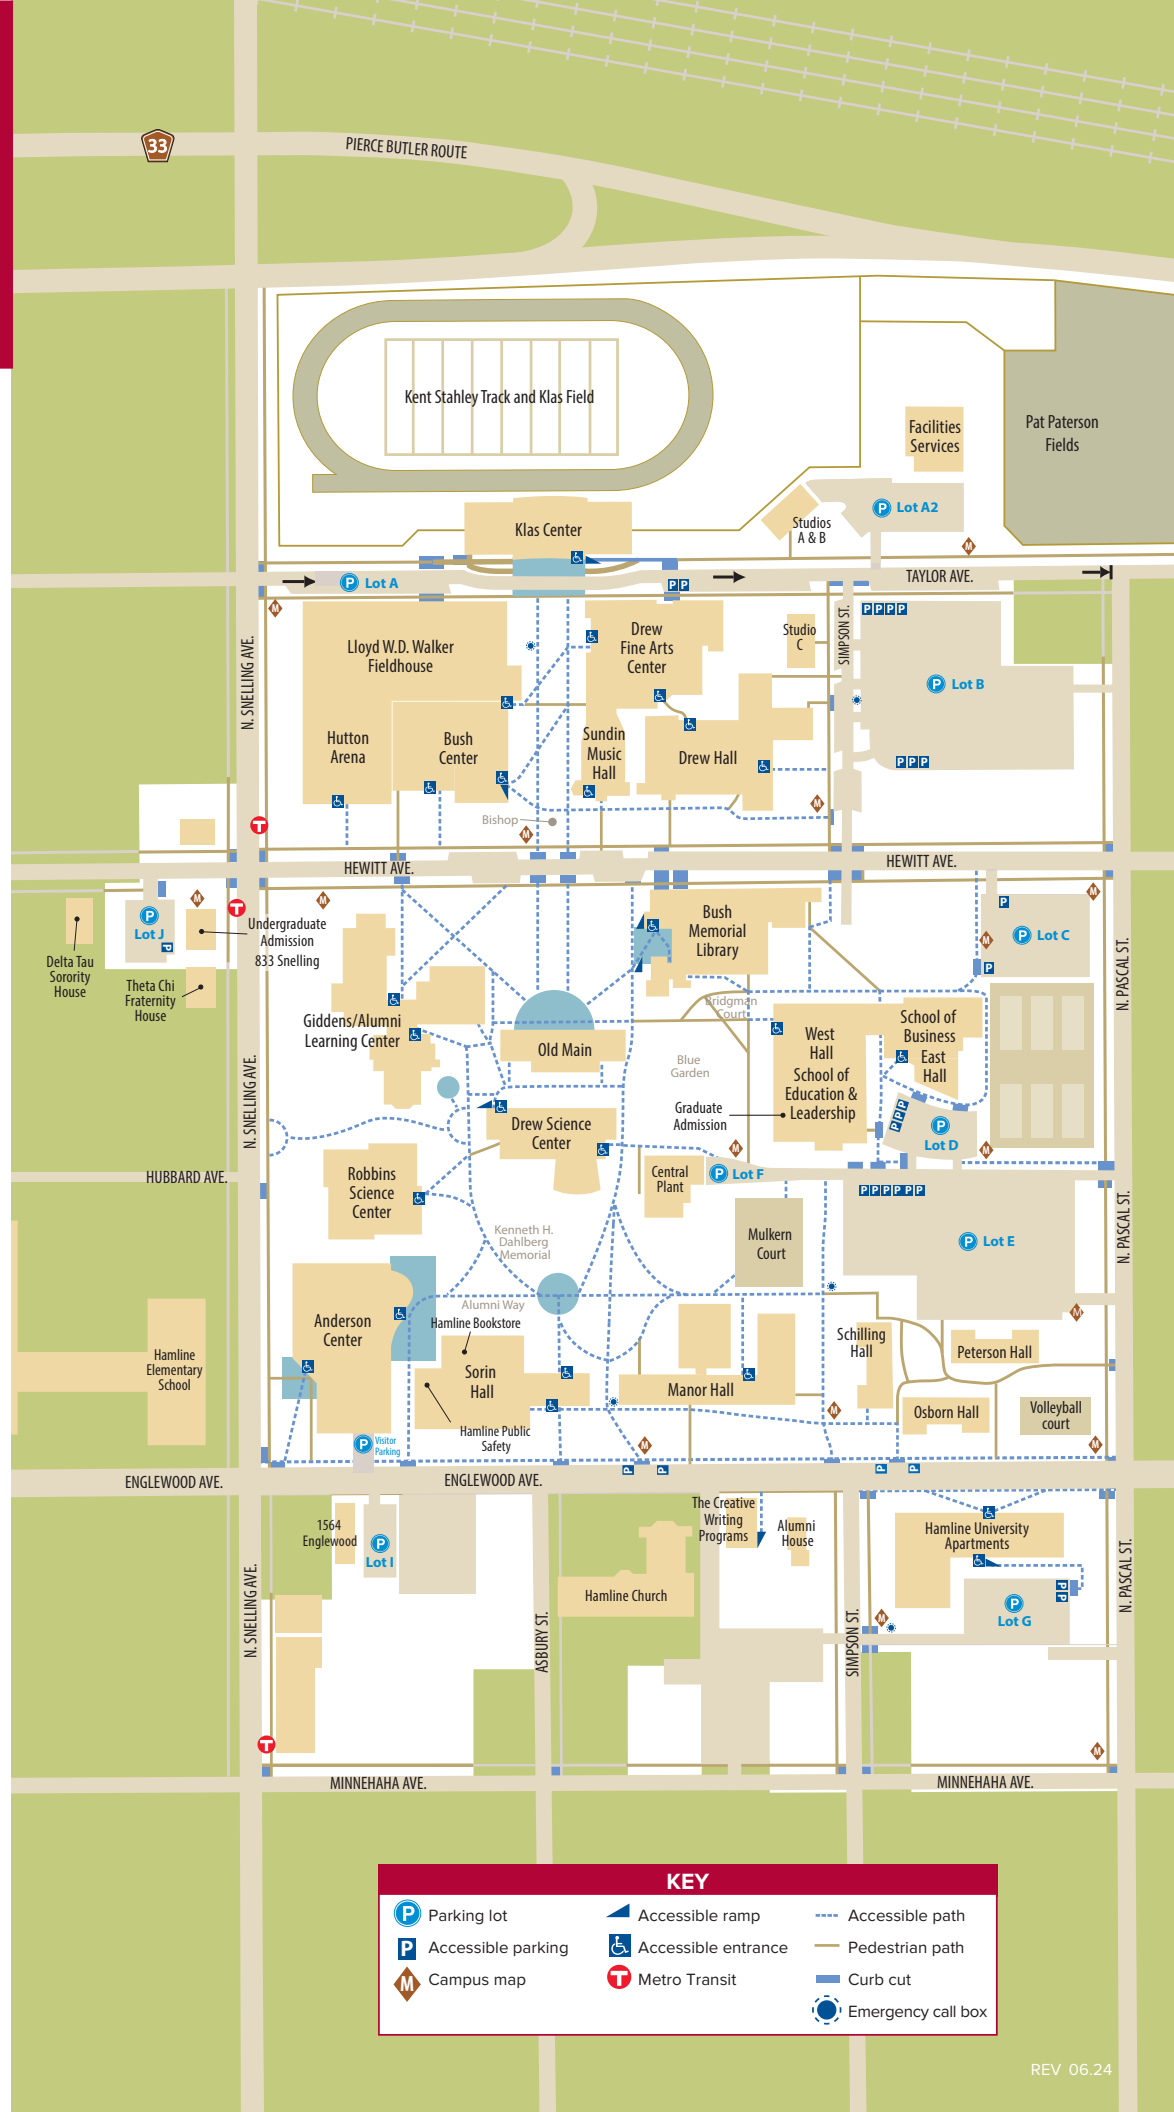 33
PIERCE BUTLER ROUTE
Kent Stahley Track and Klas Field
Facilities
Services
Pat Paterson
Fields
P Lot A2
Klas Center
Studios
A & B
M
P Lot A
P P
TAYLOR AVE.
M
P P P P
N. SNELLING AVE.
Lloyd W.D. Walker
Fieldhouse
Drew
Fine Arts
Center
Studio
C
SIMPSON ST.
P Lot B
Hutton
Arena
Bush
Center
Sundin
Music
Hall
Drew Hall
P P P
M
Bishop
M
T
HEWITT AVE.
HEWITT AVE.
M
M
M
T
P
Lot J
P
Undergraduate
Admission
833 Snelling
Delta Tau
Sorority
House
Theta Chi
Fraternity
House
Bush
Memorial
Library
P
M
P Lot C
P
N. PASCAL ST.
Giddens/Alumni
Learning Center
Bridgman
Court
Old Main
Blue
Garden
West
Hall
School of
Education &
Leadership
School of
Business
East
Hall
Graduate
Admission
N. SNELLING AVE.
Drew Science
Center
P P P
P
Lot D
M
M
HUBBARD AVE.
Robbins
Science
Center
Central
Plant
P Lot F
P P P P P P
N. PASCAL ST.
Kenneth H.
Dahlberg
Memorial
Mulkern
Court
P Lot E
Alumni Way
Hamline Bookstore
Anderson
Center
M
Hamline
Elementary
School
Sorin
Hall
Schilling
Hall
Peterson Hall
Manor Hall
Osborn Hall
Volleyball
court
M
Hamline Public
Safety
P Visitor
Parking
M
M
P P
P P
ENGLEWOOD AVE.
ENGLEWOOD AVE.
1564
Englewood
P
Lot I
The Creative
Writing
Programs
Alumni
House
Hamline University
Apartments
N. SNELLING AVE.
Hamline Church
P
P
P
Lot G
M
N. PASCAL ST.
ASBURY ST.
SIMPSON ST.
T
M
MINNEHAHA AVE.
MINNEHAHA AVE.
KEY
P Parking lot
Accessible ramp
Accessible path
P Accessible parking
Accessible entrance
Pedestrian path
M Campus map
T Metro Transit
Curb cut
Emergency call box
REV 06.24